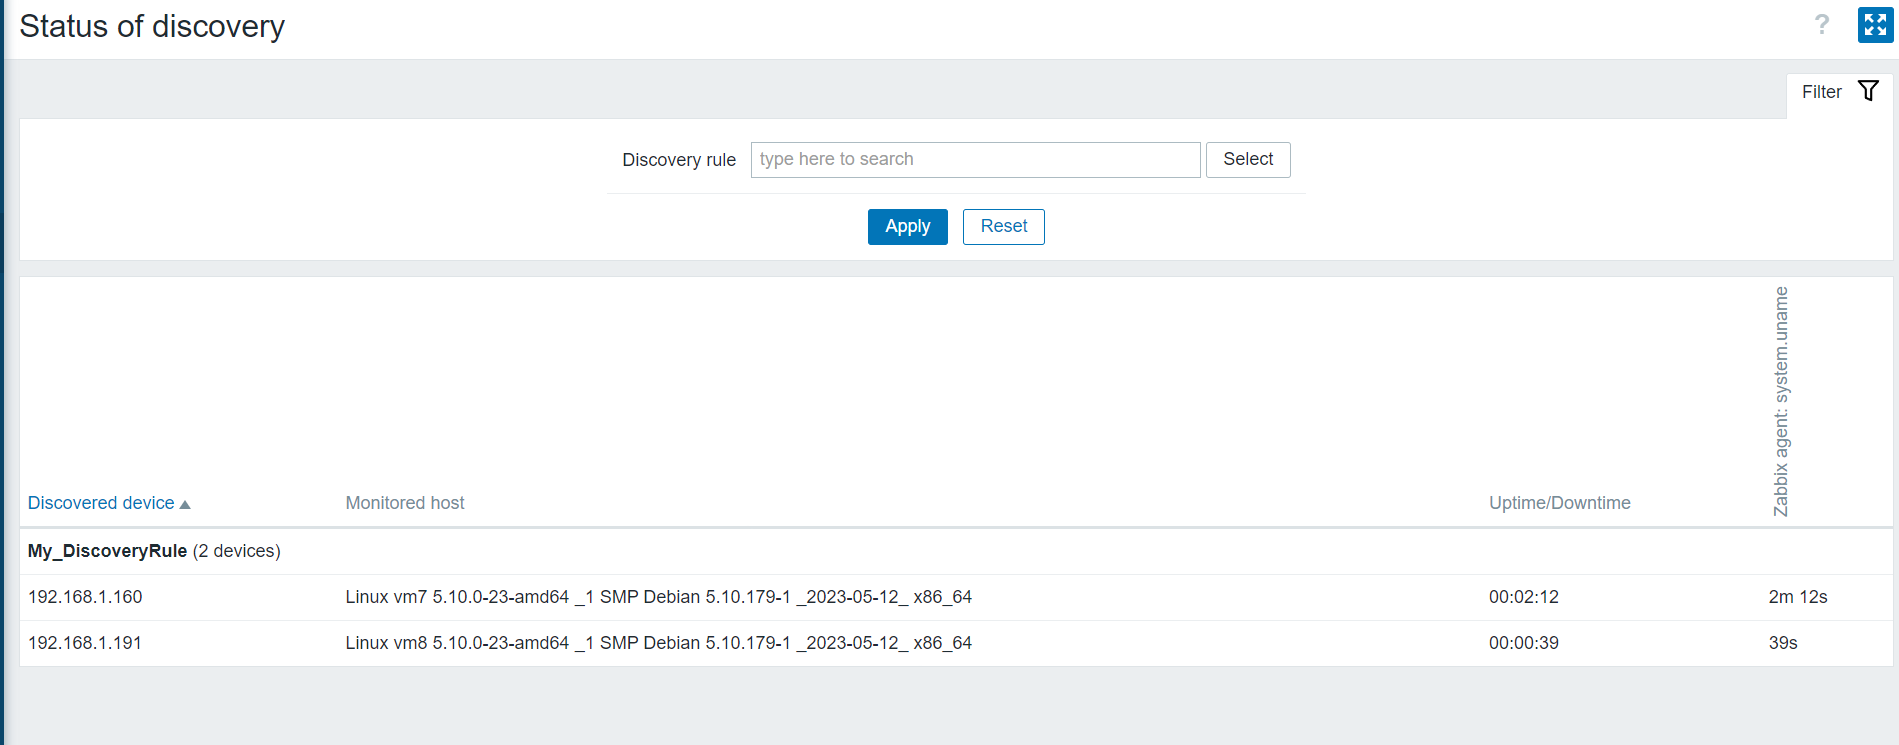 Status of discovery
?
Filter
Discovery rule type here to search Select
Apply Reset
Discovered device ▲ Monitored host Uptime/Downtime Zabbix agent: system.uname
My_DiscoveryRule (2 devices)
192.168.1.160 Linux vm7 5.10.0-23-amd64 _1 SMP Debian 5.10.179-1 _2023-05-12_ x86_64 00:02:12 2m 12s
192.168.1.191 Linux vm8 5.10.0-23-amd64 _1 SMP Debian 5.10.179-1 _2023-05-12_ x86_64 00:00:39 39s